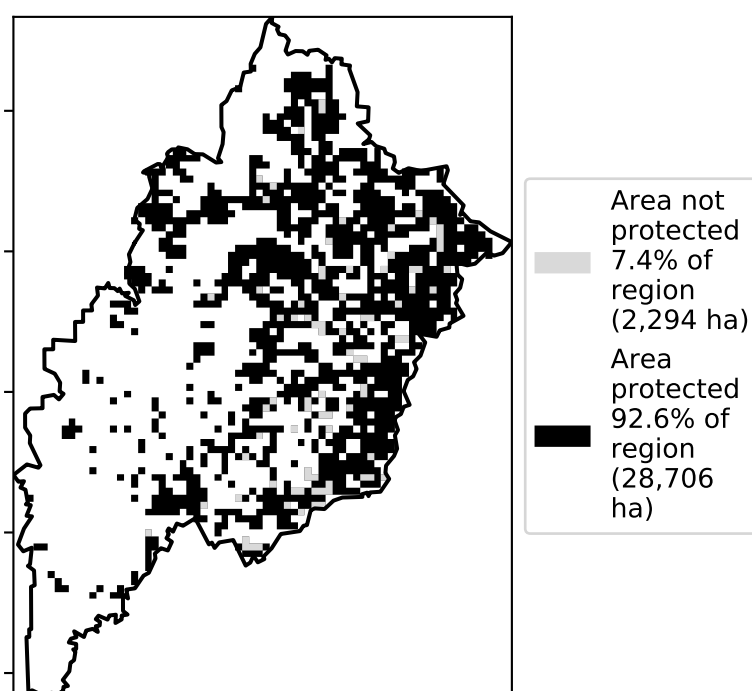 Area not
protected
7.4% of
region
(2,294 ha)
Area
protected
92.6% of
region
(28,706
ha)